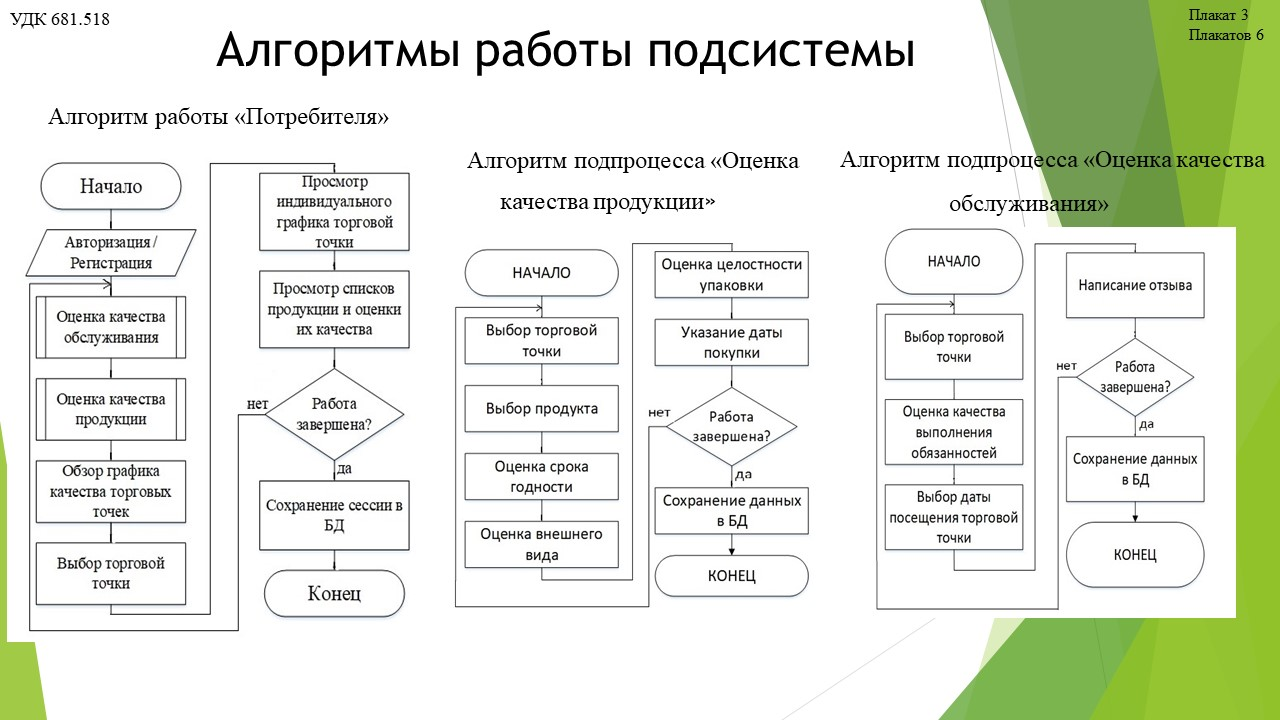 УДК 681.518
Плакат 3
Плакатов 6
Алгоритмы работы подсистемы
Алгоритм работы «Потребителя»
Начало
Авторизация /
Регистрация
Оценка качества
обслуживания
Оценка качества
продукции
Обзор графика
качества торговых
точек
Выбор торговой
точки
Просмотр
индивидуального
графика торговой
точки
Просмотр списков
продукции и оценки
их качества
Работа
завершена?
нет
да
Сохранение сессии в
БД
Конец
Алгоритм подпроцесса «Оценка
качества продукции»
НАЧАЛО
Выбор торговой
точки
Выбор продукта
Оценка срока
годности
Оценка внешнего
вида
Оценка целостности
упаковки
Указание даты
покупки
Работа
завершена?
нет
да
Сохранение данных
в БД
КОНЕЦ
Алгоритм подпроцесса «Оценка качества
обслуживания»
НАЧАЛО
Выбор торговой
точки
Оценка качества
выполнения
обязанностей
Выбор даты
посещения торговой
точки
Написание отзыва
Работа
завершена?
нет
да
Сохранение данных
в БД
КОНЕЦ